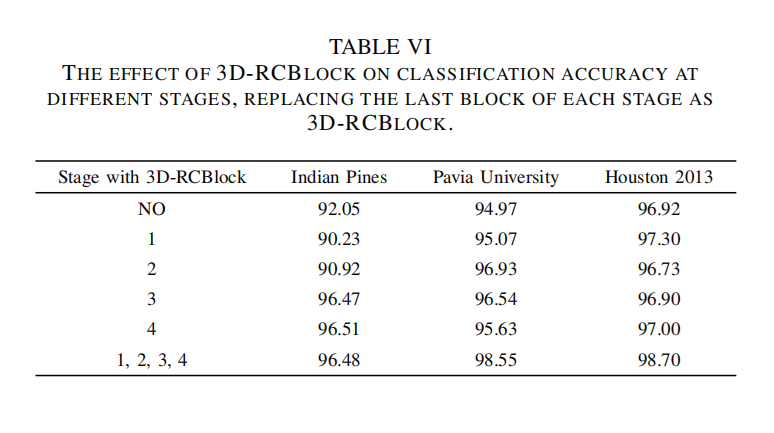 TABLE VI
THE EFFECT OF 3D-RCBLOCK ON CLASSIFICATION ACCURACY AT
DIFFERENT STAGES, REPLACING THE LAST BLOCK OF EACH STAGE AS
3D-RCBLOCK.
Stage with 3D-RCBlock Indian Pines Pavia University Houston 2013
NO 92.05 94.97 96.92
1 90.23 95.07 97.30
2 90.92 96.93 96.73
3 96.47 96.54 96.90
4 96.51 95.63 97.00
1, 2, 3, 4 96.48 98.55 98.70